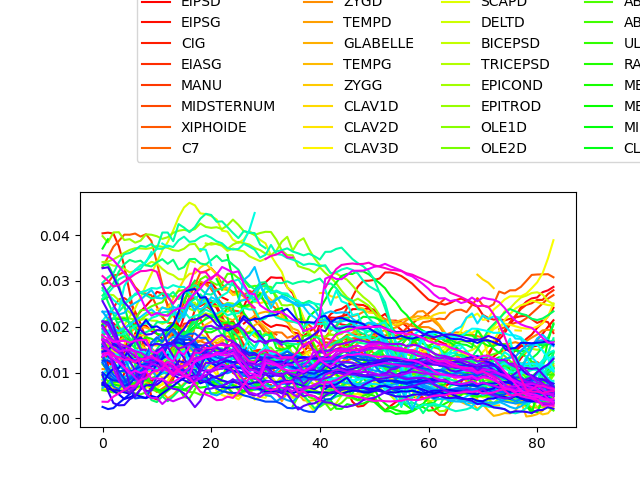 EIPSD ZYGD SCAPD
EIPSG TEMPD DELTD
CIG GLABELLE BICEPSD
EIASG TEMPG TRICEPSD
MANU ZYGG EPICOND
MIDSTERNUM CLAV1D EPITROD
XIPHOIDE CLAV2D OLE1D
C7 CLAV3D OLE2D
0.04
0.03
0.02
0.01
0.00
0 20 40 60 80